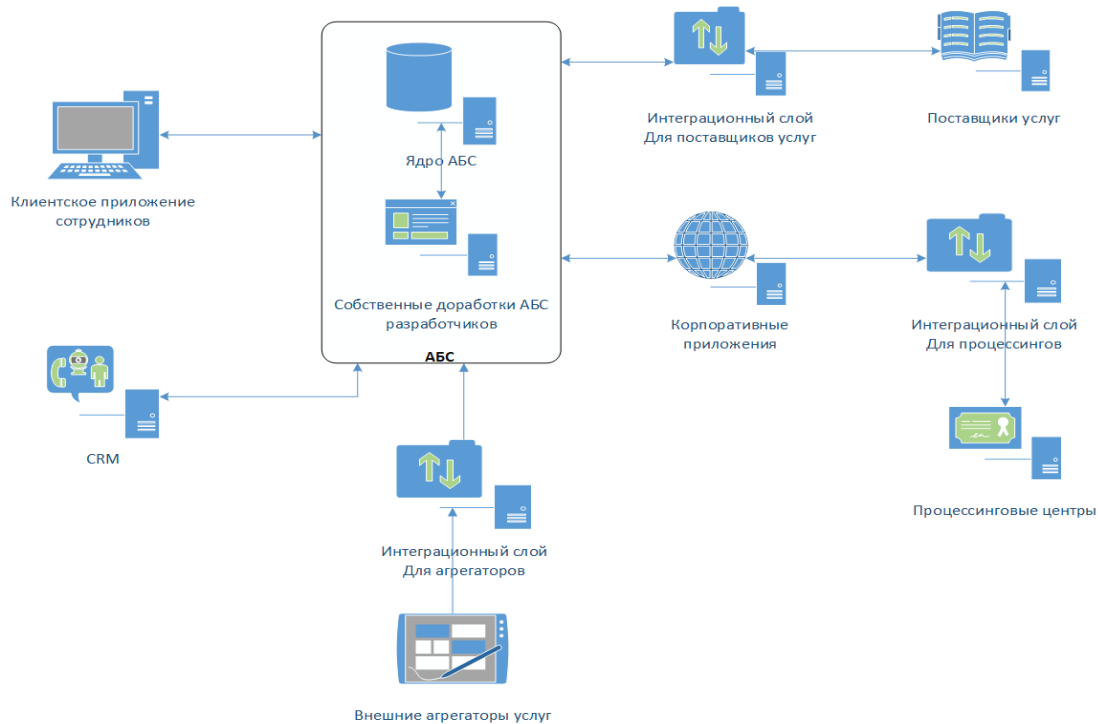 Интеграционный слой
Для поставщиков услуг
Поставщики услуг
Ядро АБС
Клиентское приложение
сотрудников
Собственные доработки АБС
разработчиков
АБС
Корпоративные
приложения
Интеграционный слой
Для процессингов
CRM
Процессинговые центры
Интеграционный слой
Для агрегаторов
Внешние агрегаторы услуг